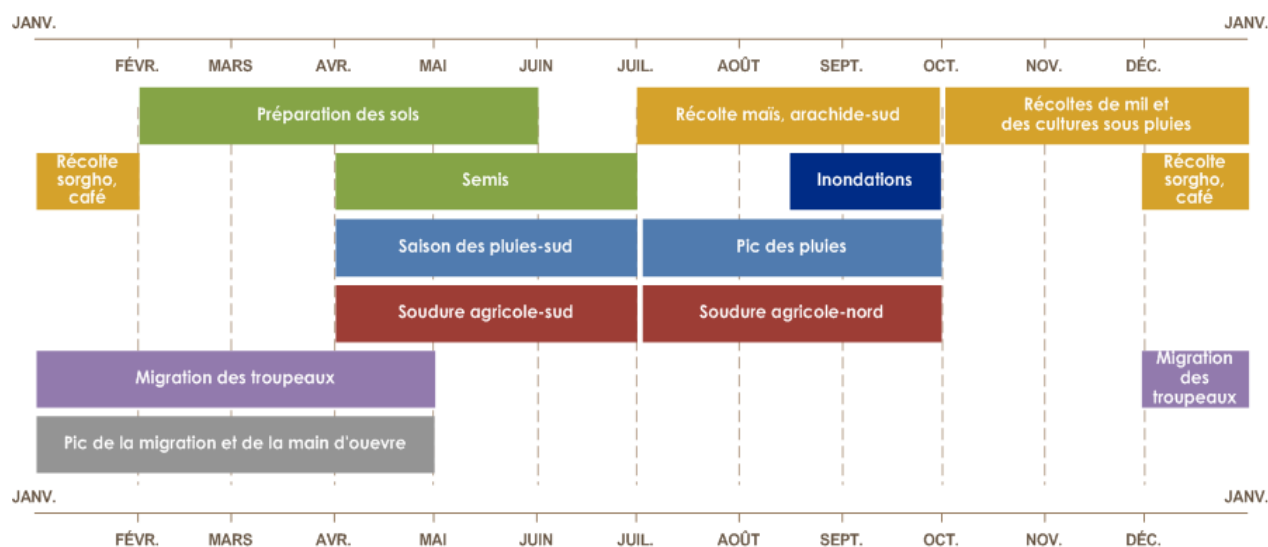 JANV. JANV.
FÉVR. MARS AVR. MAI JUIN JUIL. AOÛT SEPT. OCT. NOV. DÉC.
Préparation des sols
Récolte maïs, arachide-sud
Récoltes de mil et
des cultures sous pluies
Récolte
sorgho,
café
Semis
Inondations
Récolte
sorgho,
café
Saison des pluies-sud
Pic des pluies
Soudure agricole-sud
Soudure agricole-nord
Migration des troupeaux
Migration
des
troupeaux
Pic de la migration et de la main d'ouevre
JANV. JANV.
FÉVR. MARS AVR. MAI JUIN JUIL. AOÛT SEPT. OCT. NOV. DÉC.